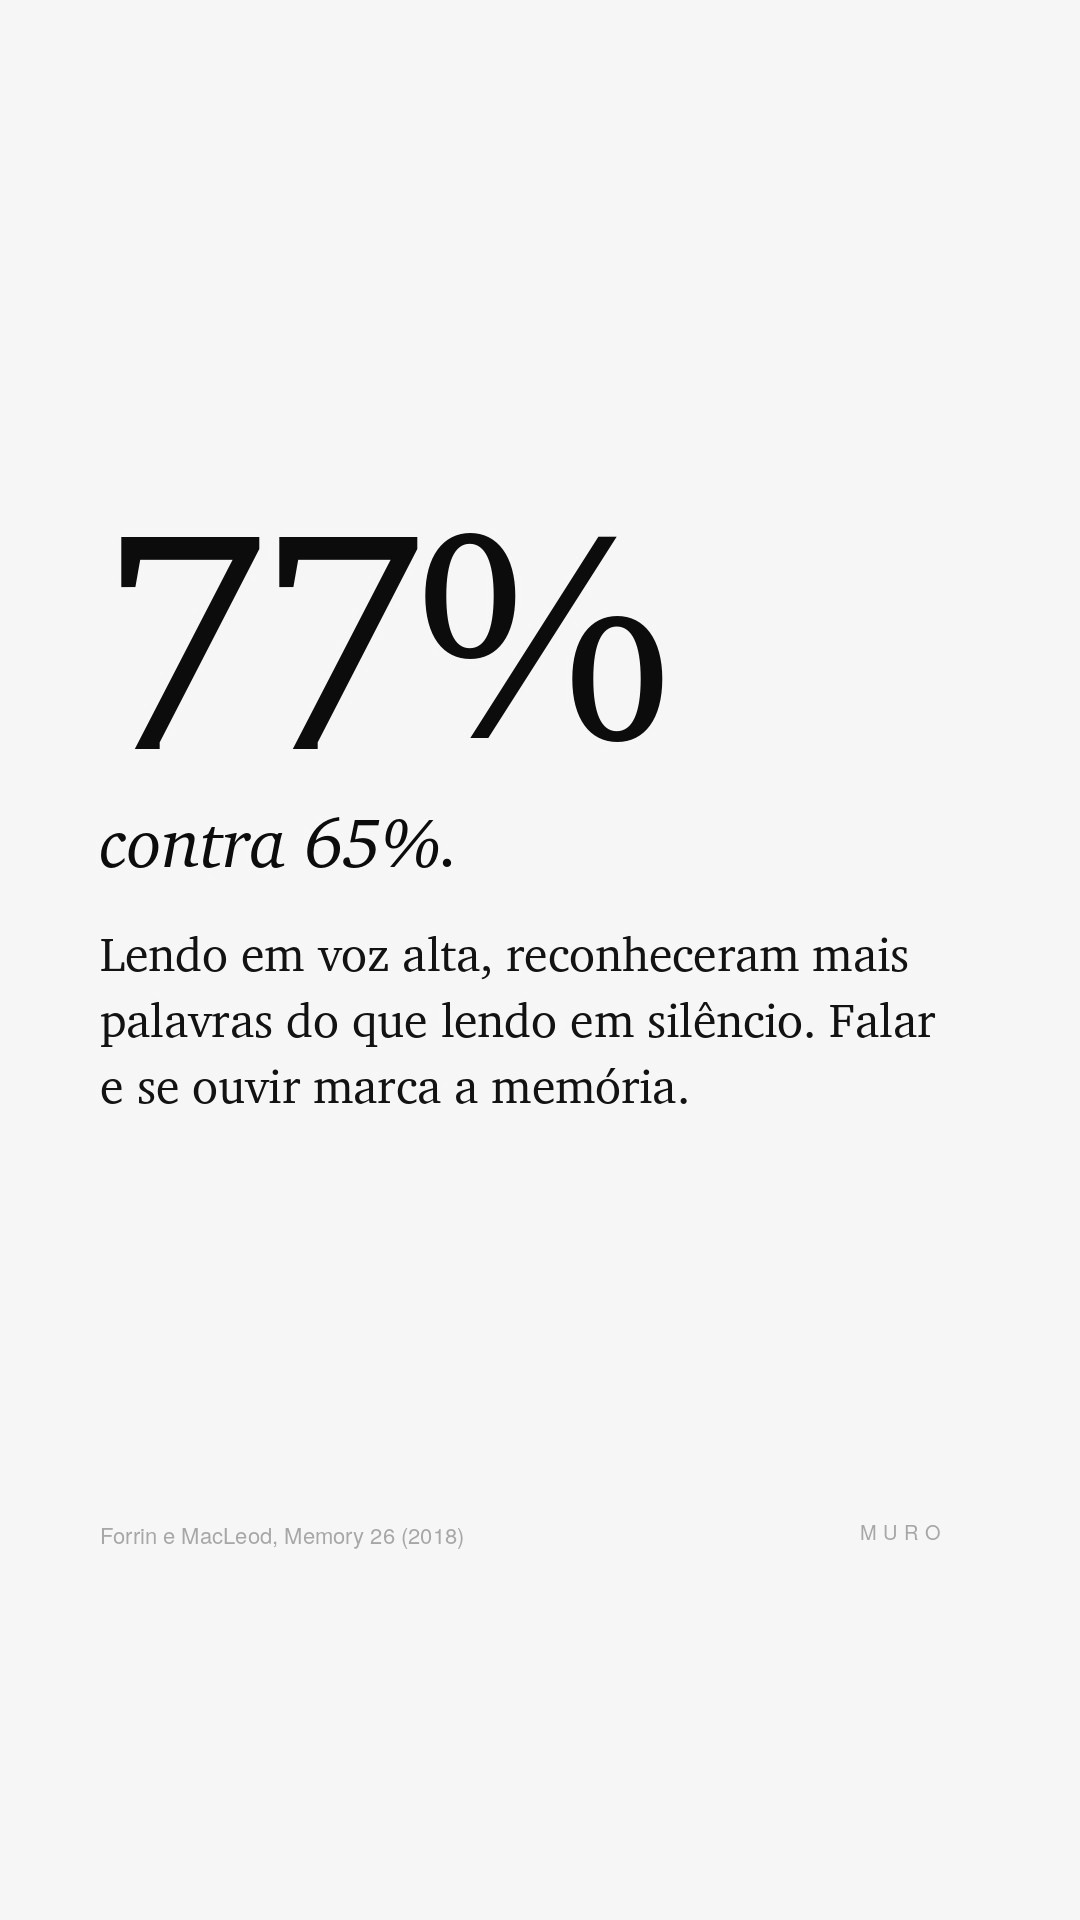 77%
contra 65%.
Lendo em voz alta, reconheceram mais
palavras do que lendo em silêncio. Falar
e se ouvir marca a memória.
Forrin e MacLeod, Memory 26 (2018)
MURO